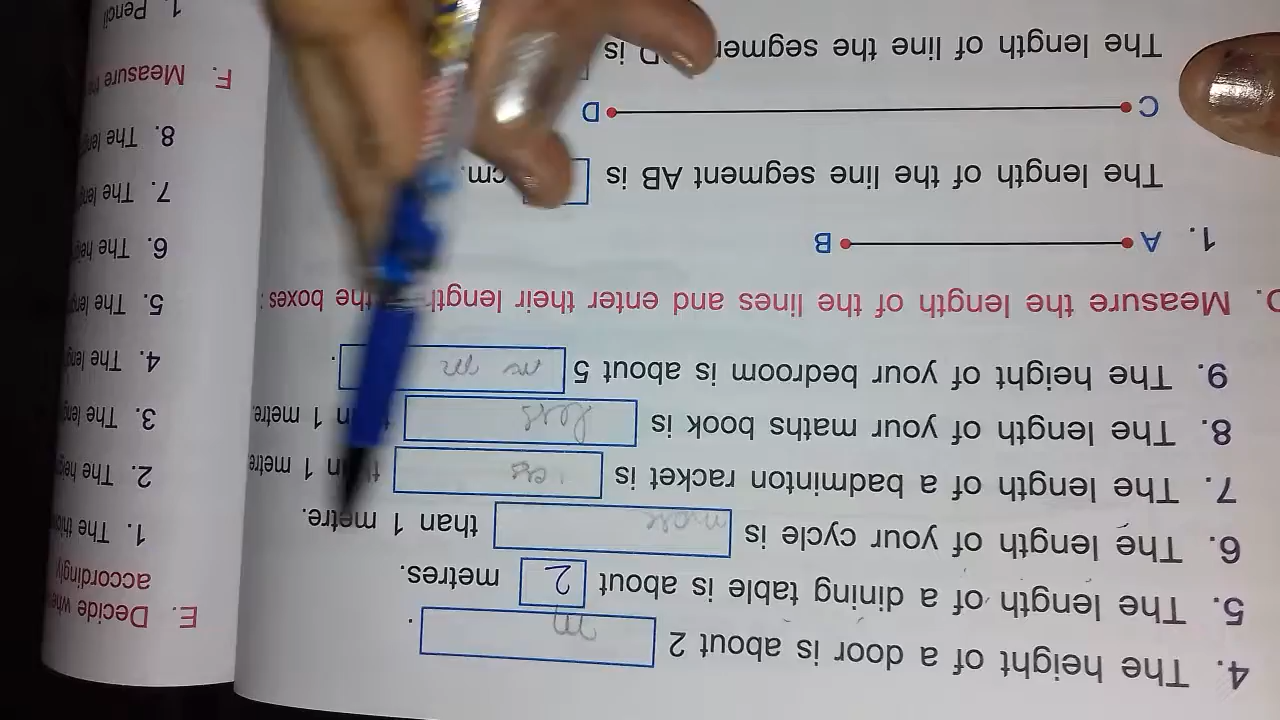 4. The height of a door is about 2 m .
5. The length of a dining table is about 2 metres.
6. The length of your cycle is more than 1 metre.
7. The length of a badminton racket is than 1 metre.
8. The length of your maths book is less 1 metre.
9. The height of your bedroom is about 5 m .
D. Measure the length of the lines and enter their length the boxes :
1. A B
The length of the line segment AB is cm.
C D
The length of line the segment is
E. Decide
accordingly
1. The
2. The
3. The
4. The
5. The
6. The
7. The
8. The
F. Measure
1. Pencil